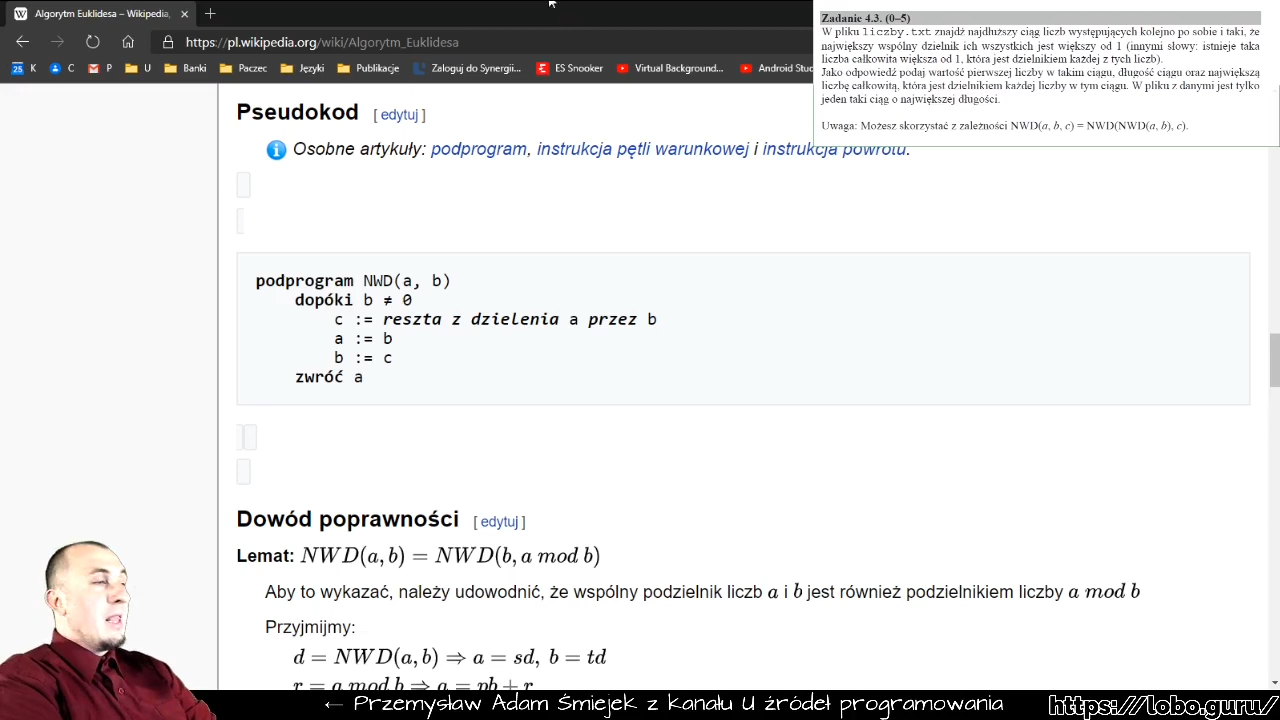 Algorytm Euklidesa – Wikipedia,
https://pl.wikipedia.org/wiki/Algorytm_Euklidesa
25 K
Czytanie
Języki
Publikacje
Zaloguj do Synergii...
ES Snooker
Virtual Background...
Android Stu
Zadanie 4.3. (0–5)
W pliku liczby.txt znajdź najdłuższy ciąg liczb występujących kolejno po sobie i taki, że
największy wspólny dzielnik ich wszystkich jest większy od 1 (innymi słowy: istnieje taka
liczba całkowita większa od 1, która jest dzielnikiem każdej z tych liczb).
Jako odpowiedź podaj wartość pierwszej liczby w takim ciągu, długość ciągu oraz największą
liczbę całkowitą, która jest dzielnikiem każdej liczby w tym ciągu. W pliku z danymi jest tylko
jeden taki ciąg o największej długości.
Uwaga: Możesz skorzystać z zależności NWD(a, b, c) = NWD(NWD(a, b), c).
Pseudokod [ edytuj ]
Osobne artykuły: podprogram, instrukcja pętli warunkowej i instrukcja powrotu.
podprogram NWD(a, b)
dopóki b ≠ 0
c := reszta z dzielenia a przez b
a := b
b := c
zwróć a
Dowód poprawności [ edytuj ]
Lemat: NWD(a, b) = NWD(b, a mod b)
Aby to wykazać, należy udowodnić, że wspólny podzielnik liczb a i b jest również podzielnikiem liczby a mod b
Przyjmijmy:
d = NWD(a, b) ⇒ a = sd, b = td
r = a mod b ⇒ a = pb + r
← Przemysław Adam Śmiejek z kanału U źródeł programowania
https://lobo.guru/